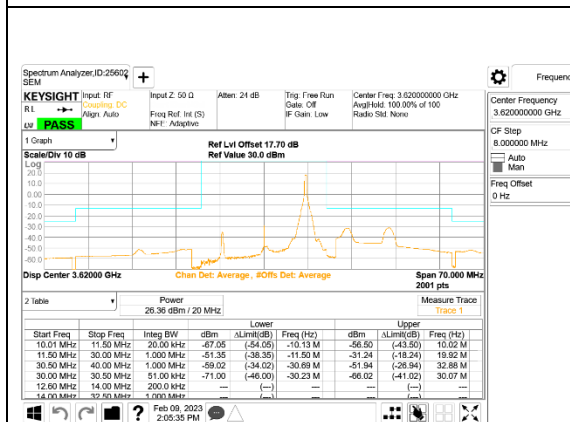 Spectrum Analyzer,ID:25602
SEM
+
Frequenc
KEYSIGHT
Input: RF
Input Z: 50 Ω
Atten: 24 dB
Trig: Free Run
Center Freq: 3.620000000 GHz
RL
Coupling: DC
Gate: Off
Avg|Hold: 100.00% of 100
Align: Auto
Freq Ref: Int (S)
IF Gain: Low
Radio Std: None
PASS
NFE: Adaptive
Center Frequency
3.620000000 GHz
CF Step
8.000000 MHz
Auto
Man
Freq Offset
0 Hz
1 Graph
Ref Lvl Offset 17.70 dB
Scale/Div 10 dB
Ref Value 30.0 dBm
Log
20.0
10.0
0.00
-10.0
-20.0
-30.0
-40.0
-50.0
-60.0
Disp Center 3.62000 GHz
Chan Det: Average , #Offs Det: Average
Span 70.000 MHz
2001 pts
2 Table
Power
26.36 dBm / 20 MHz
Measure Trace
Trace 1
Lower
Upper
Start Freq Stop Freq Integ BW dBm ΔLimit(dB) Freq (Hz) dBm ΔLimit(dB) Freq (Hz)
10.01 MHz 11.50 MHz 20.00 kHz -67.05 (-54.05) -10.13 M -56.50 (-43.50) 10.02 M
11.50 MHz 30.00 MHz 1.000 MHz -51.35 (-38.35) -11.50 M -31.24 (-18.24) 19.92 M
30.50 MHz 40.00 MHz 1.000 MHz -59.02 (-34.02) -30.69 M -51.94 (-26.94) 32.88 M
30.00 MHz 30.50 MHz 51.00 kHz -71.00 (-46.00) -30.23 M -66.02 (-41.02) 30.07 M
12.60 MHz 14.00 MHz 200.0 kHz --- (---) --- (---)
14.00 MHz 32.50 MHz 1.000 MHz --- (---) --- (---)
?
Feb 09, 2023
2:05:35 PM